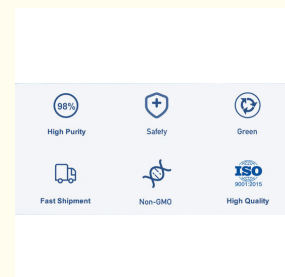 98%
High Purity
Safety
Green
ISO
9001:2015
Fast Shipment
Non-GMO
High Quality